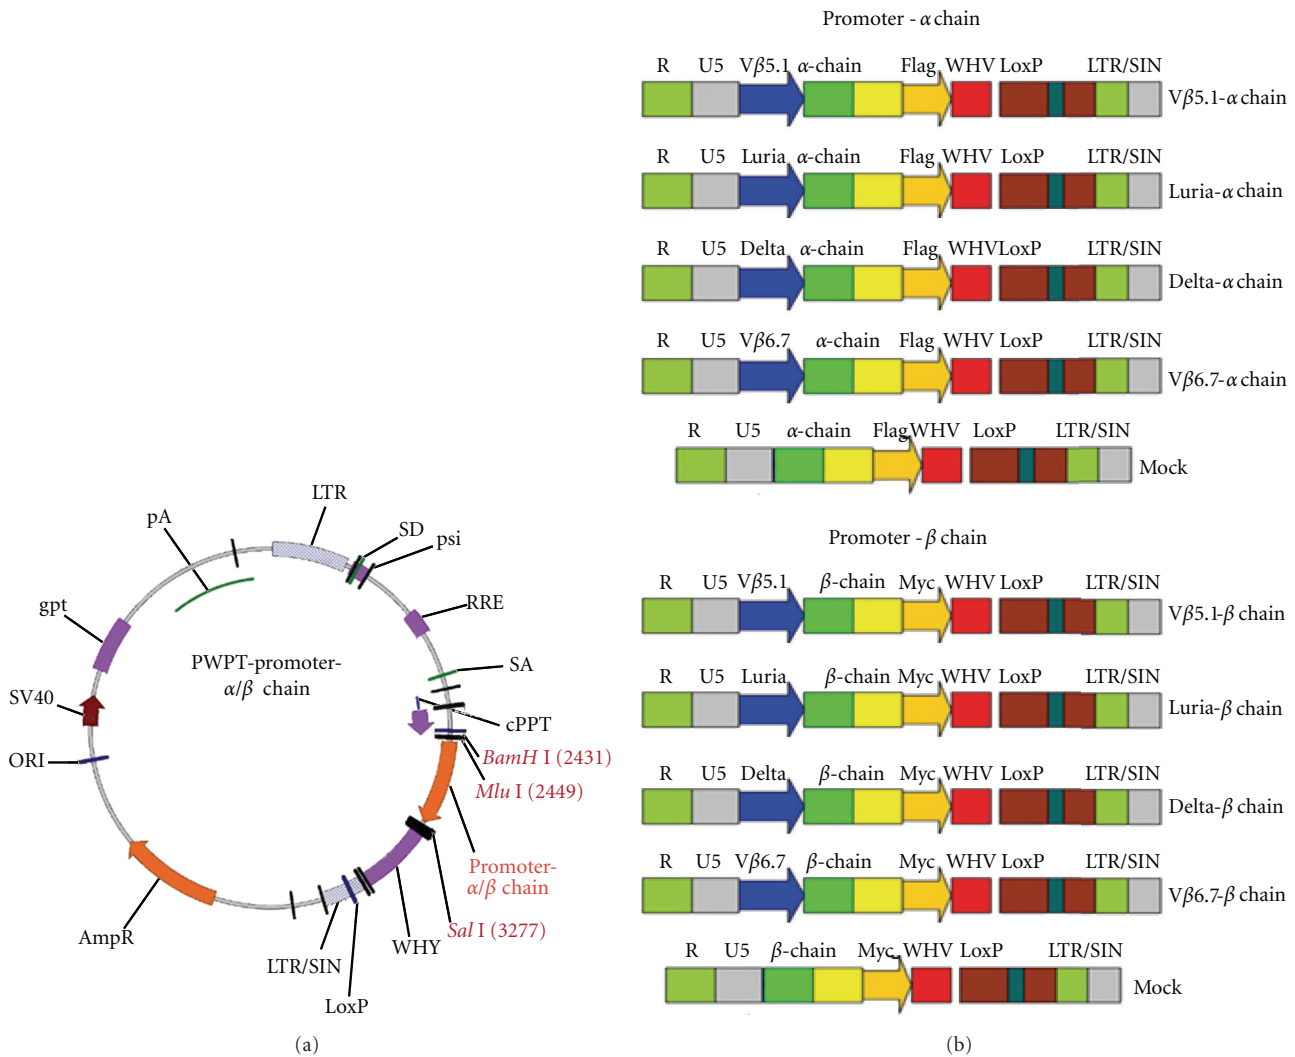 LTR
pA
SD
psi
gpt
RRE
PWPT-promoter-
α/β chain
SA
SV40
cPPT
ORI
BamH I (2431)
Mlu I (2449)
Promoter-
α/β chain
Sal I (3277)
AmpR
WHY
LTR/SIN
LoxP
(a)
Promoter - α chain
R U5 Vβ5.1 α-chain Flag WHV LoxP LTR/SIN
Vβ5.1-α chain
R U5 Luria α-chain Flag WHV LoxP LTR/SIN
Luria-α chain
R U5 Delta α-chain Flag WHV LoxP LTR/SIN
Delta-α chain
R U5 Vβ6.7 α-chain Flag WHV LoxP LTR/SIN
Vβ6.7-α chain
R U5 α-chain Flag WHV LoxP LTR/SIN
Mock
Promoter - β chain
R U5 Vβ5.1 β-chain Myc WHV LoxP LTR/SIN
Vβ5.1-β chain
R U5 Luria β-chain Myc WHV LoxP LTR/SIN
Luria-β chain
R U5 Delta β-chain Myc WHV LoxP LTR/SIN
Delta-β chain
R U5 Vβ6.7 β-chain Myc WHV LoxP LTR/SIN
Vβ6.7-β chain
R U5 β-chain Myc WHV LoxP LTR/SIN
Mock
(b)